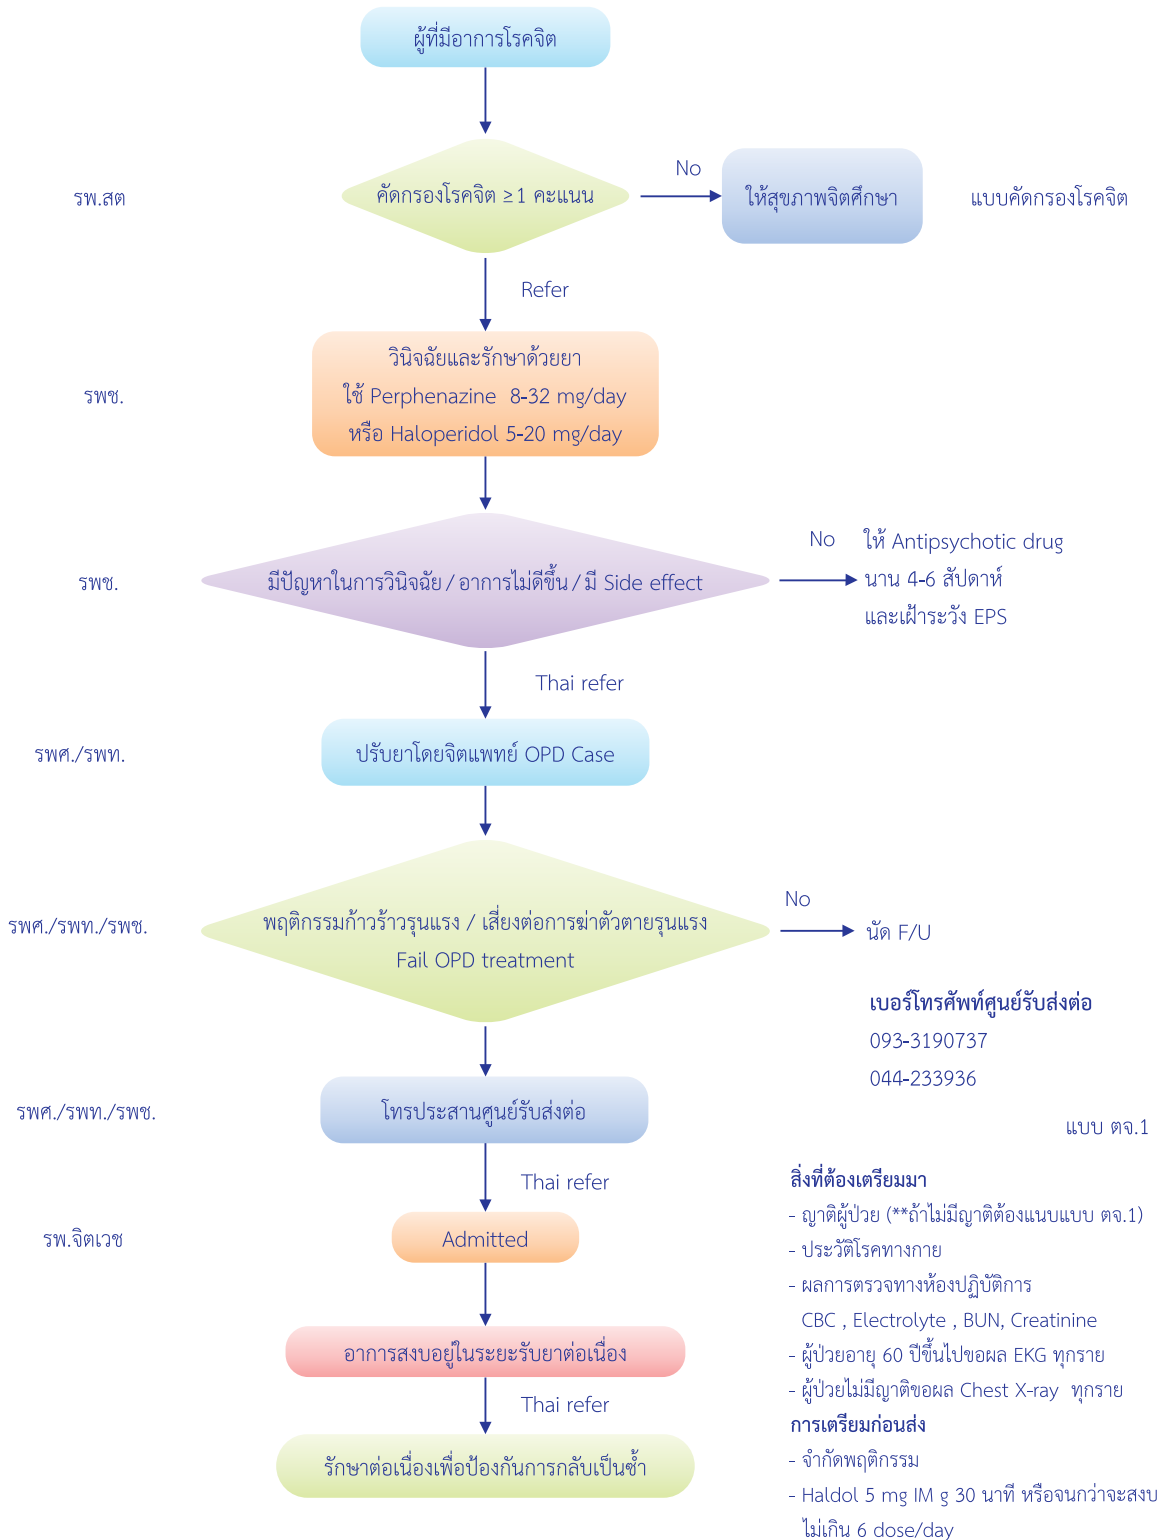 ผู้ที่มีอาการโรคจิต
รพ.สต
คัดกรองโรคจิต ≥1 คะแนน
No
ให้สุขภาพจิตศึกษา
แบบคัดกรองโรคจิต
Refer
รพช.
วินิจฉัยและรักษาด้วยยา
ใช้ Perphenazine 8-32 mg/day
หรือ Haloperidol 5-20 mg/day
รพช.
มีปัญหาในการวินิจฉัย / อาการไม่ดีขึ้น / มี Side effect
No
ให้ Antipsychotic drug
นาน 4-6 สัปดาห์
และเฝ้าระวัง EPS
Thai refer
รพศ./รพท.
ปรับยาโดยจิตแพทย์ OPD Case
รพศ./รพท./รพช.
พฤติกรรมก้าวร้าวรุนแรง / เสี่ยงต่อการฆ่าตัวตายรุนแรง
Fail OPD treatment
No
นัด F/U
เบอร์โทรศัพท์ศูนย์รับส่งต่อ
093-3190737
044-233936
รพศ./รพท./รพช.
โทรประสานศูนย์รับส่งต่อ
แบบ ตจ.1
Thai refer
รพ.จิตเวช
Admitted
อาการสงบอยู่ในระยะรับยาต่อเนื่อง
Thai refer
รักษาต่อเนื่องเพื่อป้องกันการกลับเป็นซ้ำ
สิ่งที่ต้องเตรียมมา
- ญาติผู้ป่วย (**ถ้าไม่มีญาติต้องแนบแบบ ตจ.1)
- ประวัติโรคทางกาย
- ผลการตรวจทางห้องปฏิบัติการ
CBC , Electrolyte , BUN, Creatinine
- ผู้ป่วยอายุ 60 ปีขึ้นไปขอผล EKG ทุกราย
- ผู้ป่วยไม่มีญาติขอผล Chest X-ray ทุกราย
การเตรียมก่อนส่ง
- จำกัดพฤติกรรม
- Haldol 5 mg IM g 30 นาที หรือจนกว่าจะสงบ
ไม่เกิน 6 dose/day